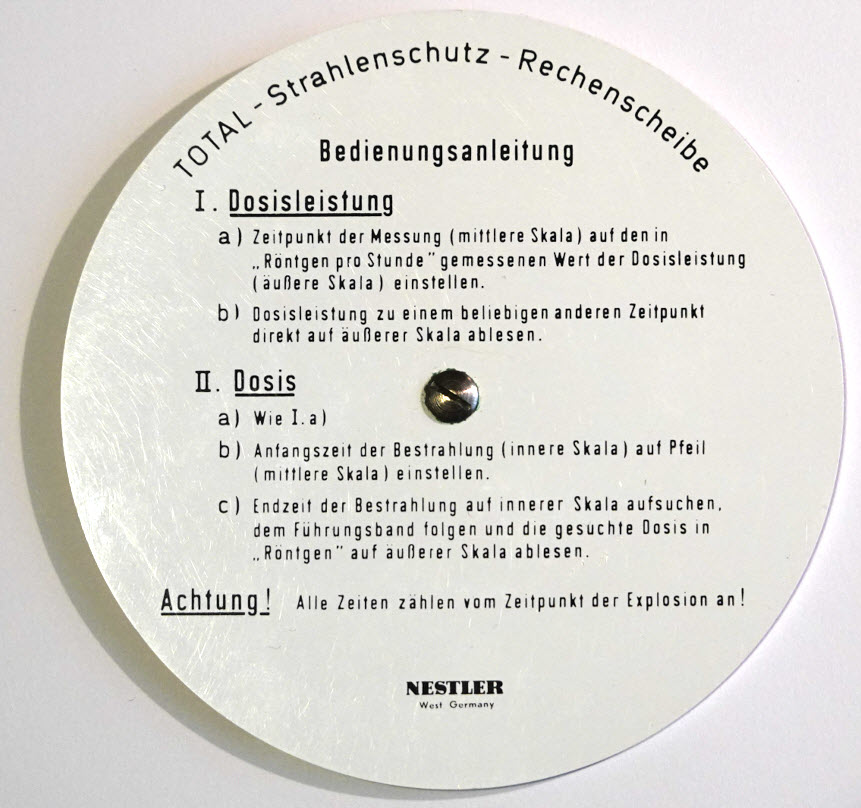 TOTAL - Strahlenschutz - Rechenscheibe
Bedienungsanleitung
I. Dosisleistung
a) Zeitpunkt der Messung (mittlere Skala) auf den in
„Röntgen pro Stunde" gemessenen Wert der Dosisleistung
(äußere Skala) einstellen.
b) Dosisleistung zu einem beliebigen anderen Zeitpunkt
direkt auf äußerer Skala ablesen.
II. Dosis
a) Wie I.a)
b) Anfangszeit der Bestrahlung (innere Skala) auf Pfeil
(mittlere Skala) einstellen.
c) Endzeit der Bestrahlung auf innerer Skala aufsuchen,
dem Führungsband folgen und die gesuchte Dosis in
„Röntgen" auf äußerer Skala ablesen.
Achtung! Alle Zeiten zählen vom Zeitpunkt der Explosion an!
NESTLER
West Germany